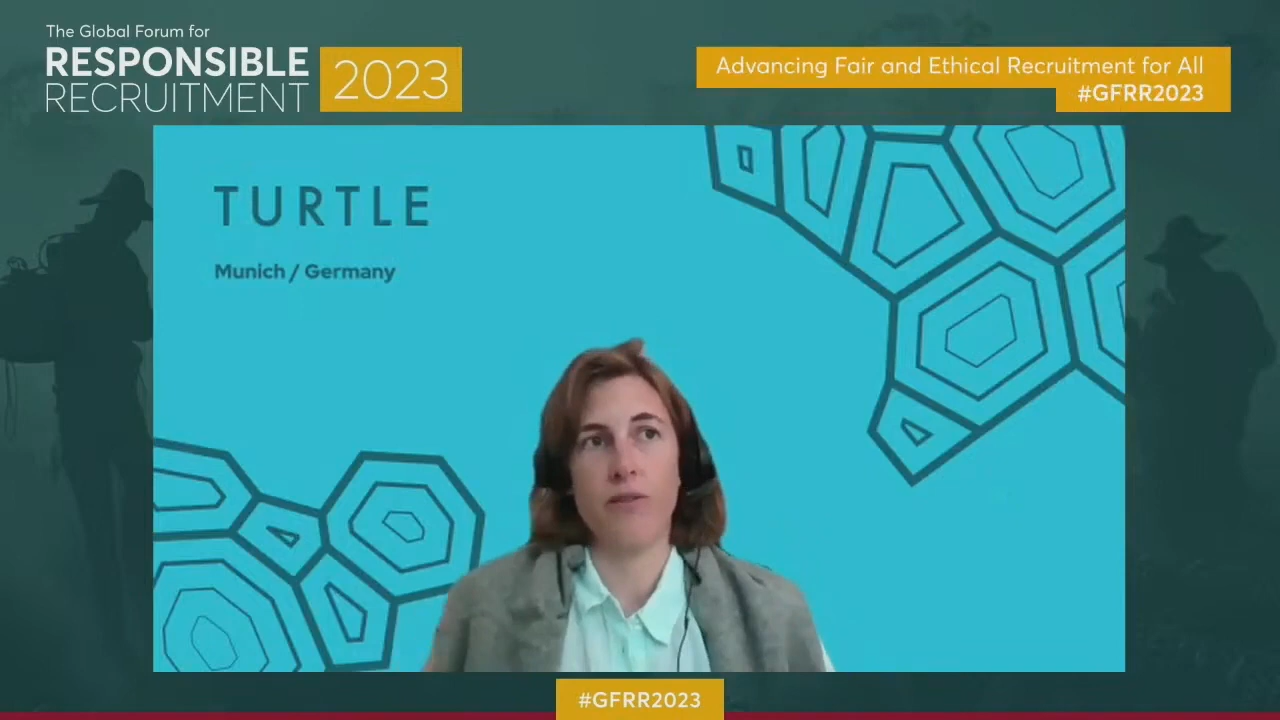 The Global Forum for
RESPONSIBLE
RECRUITMENT
2023
Advancing Fair and Ethical Recruitment for All
#GFRR2023
TURTLE
Munich / Germany
#GFRR2023